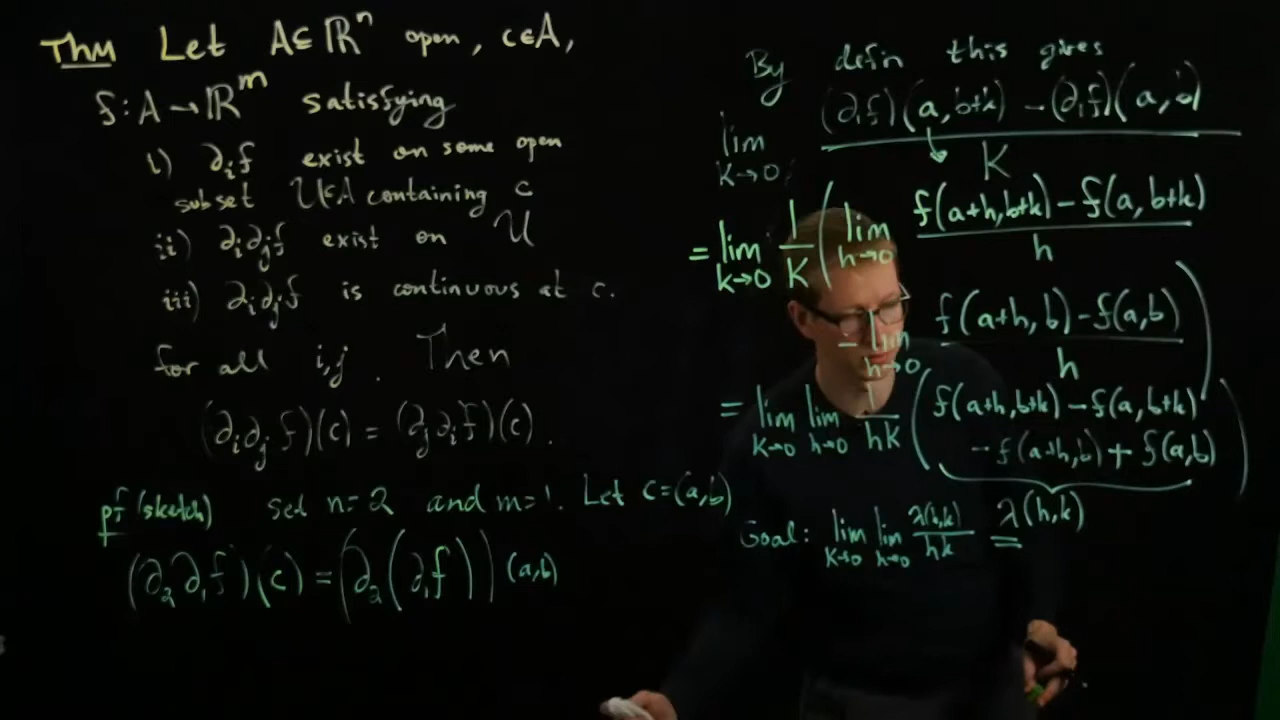 Thm Let A⊆ℝⁿ open, c∈A,
f: A→ℝᵐ satisfying
i) ∂ᵢf exist on some open
subset U⊆A containing c
ii) ∂ᵢ∂ⱼf exist on U
iii) ∂ᵢ∂ⱼf is continuous at c.
for all i,j. Then
(∂ᵢ∂ⱼf)(c) = (∂ⱼ∂ᵢf)(c).
pf (sketch) set n=2 and m=1. Let c=(a,b)
(∂₂∂₁f)(c) = (∂₂(∂₁f))(a,b)
By defin this gives
lim k→0 (∂₁f)(a,b+k) − (∂₁f)(a,b) / k
= lim k→0 1/k ( lim h→0 f(a+h,b+k) − f(a,b+k) / h
− lim h→0 f(a+h,b) − f(a,b) / h )
= lim k→0 lim h→0 1/hk ( f(a+h,b+k) − f(a,b+k)
− f(a+h,b) + f(a,b) )
λ(h,k)
Goal: lim k→0 lim h→0 λ(h,k)/hk =